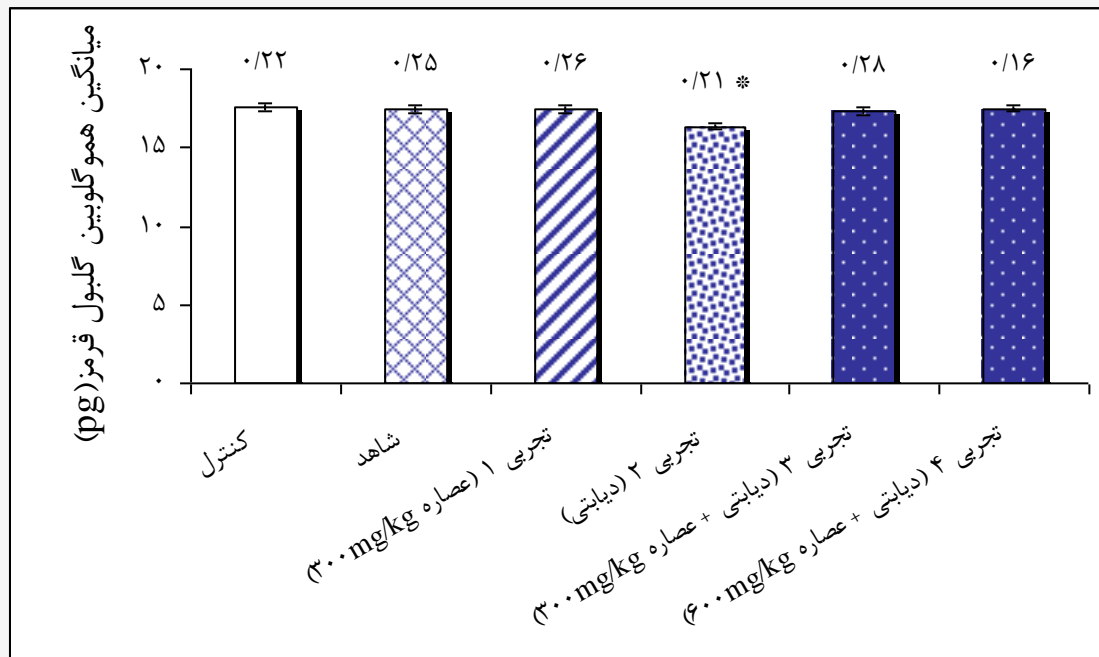 میانگین هموگلوبین گلبول قرمز(pg)
۲۰
۱۵
۱۰
۵
۰
۰/۲۲
۰/۲۵
۰/۲۶
۰/۲۱ *
۰/۲۸
۰/۱۶
کنترل
شاهد
تجربی ۱ (عصاره ۳۰۰mg/kg)
تجربی ۲ (دیابتی)
تجربی ۳ (دیابتی + عصاره ۳۰۰mg/kg)
تجربی ۴ (دیابتی + عصاره ۶۰۰mg/kg)